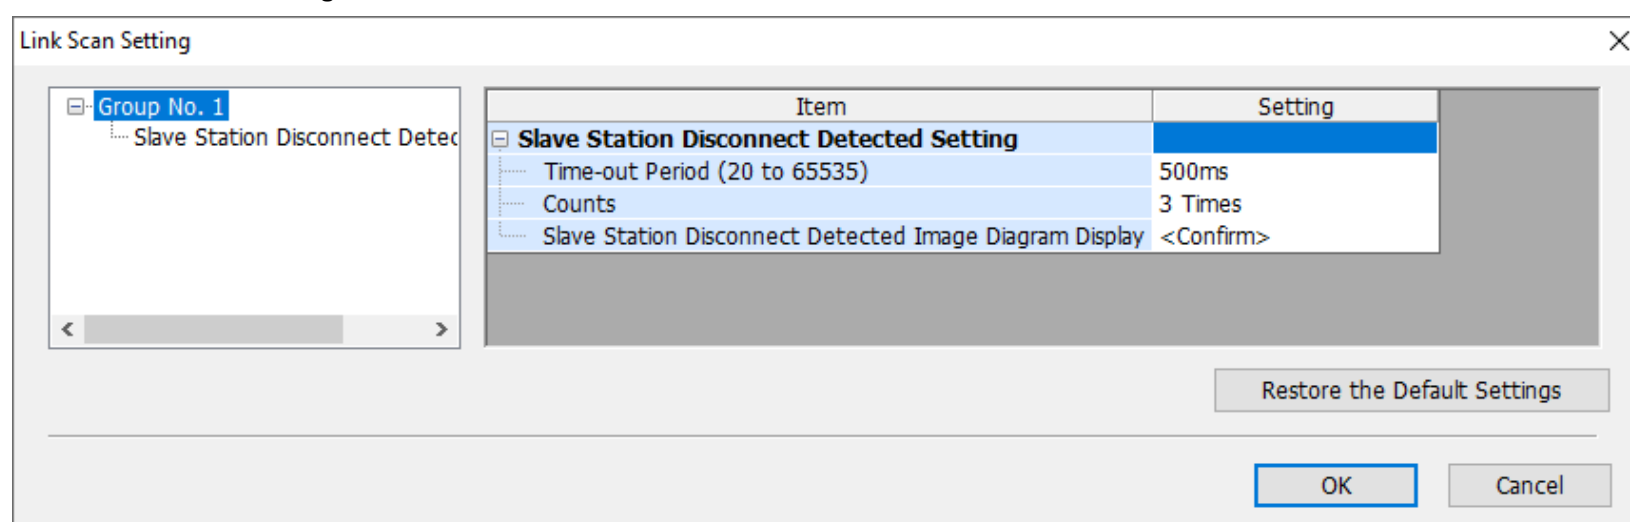 Link Scan Setting
Group No. 1
Slave Station Disconnect Detec
Item Setting
Slave Station Disconnect Detected Setting
Time-out Period (20 to 65535) 500ms
Counts 3 Times
Slave Station Disconnect Detected Image Diagram Display <Confirm>
Restore the Default Settings
OK Cancel